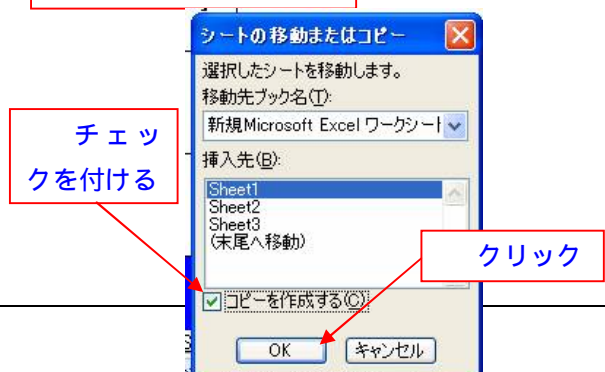 シートの移動またはコピー
選択したシートを移動します。
移動先ブック名(T):
新規Microsoft Excel ワークシート
チェッ
クを付ける
挿入先(B):
Sheet1
Sheet2
Sheet3
(末尾へ移動)
クリック
コピーを作成する(C)
OK
キャンセル